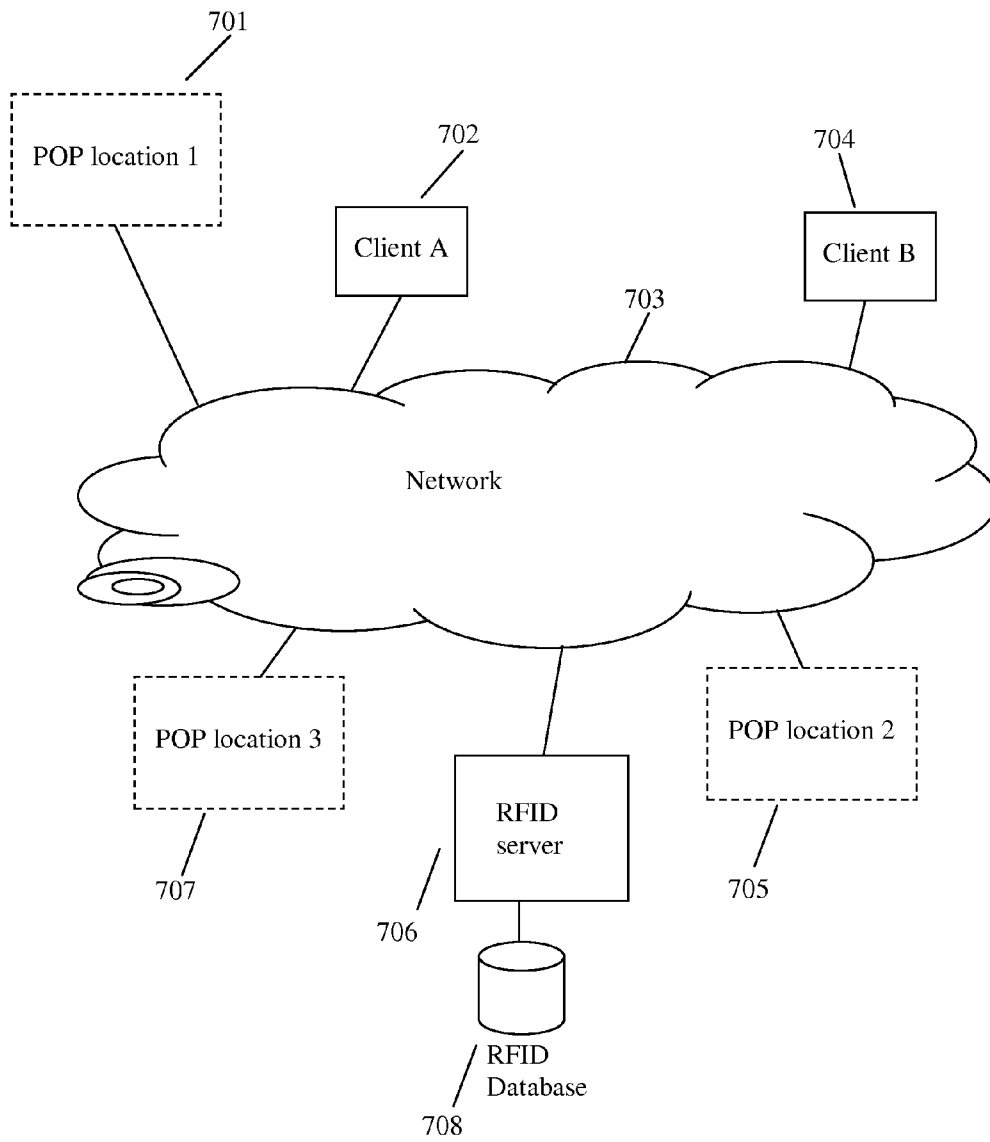 701
POP location 1
702
Client A
704
Client B
703
Network
POP location 3
707
RFID
server
706
POP location 2
705
RFID
Database
708